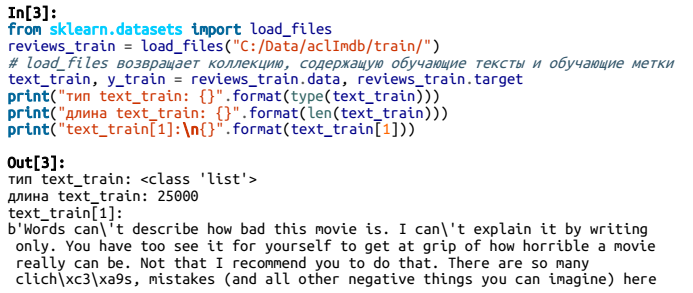 In[3]:
from sklearn.datasets import load_files
reviews_train = load_files("C:/Data/aclImdb/train/")
# load_files возвращает коллекцию, содержащую обучающие тексты и обучающие метки
text_train, y_train = reviews_train.data, reviews_train.target
print("тип text_train: {}".format(type(text_train)))
print("длина text_train: {}".format(len(text_train)))
print("text_train[1]:\n{}".format(text_train[1]))
Out[3]:
тип text_train: <class 'list'>
длина text_train: 25000
text_train[1]:
b'Words can\'t describe how bad this movie is. I can\'t explain it by writing
only. You have too see it for yourself to get at grip of how horrible a movie
really can be. Not that I recommend you to do that. There are so many
clich\xc3\xa9s, mistakes (and all other negative things you can imagine) here